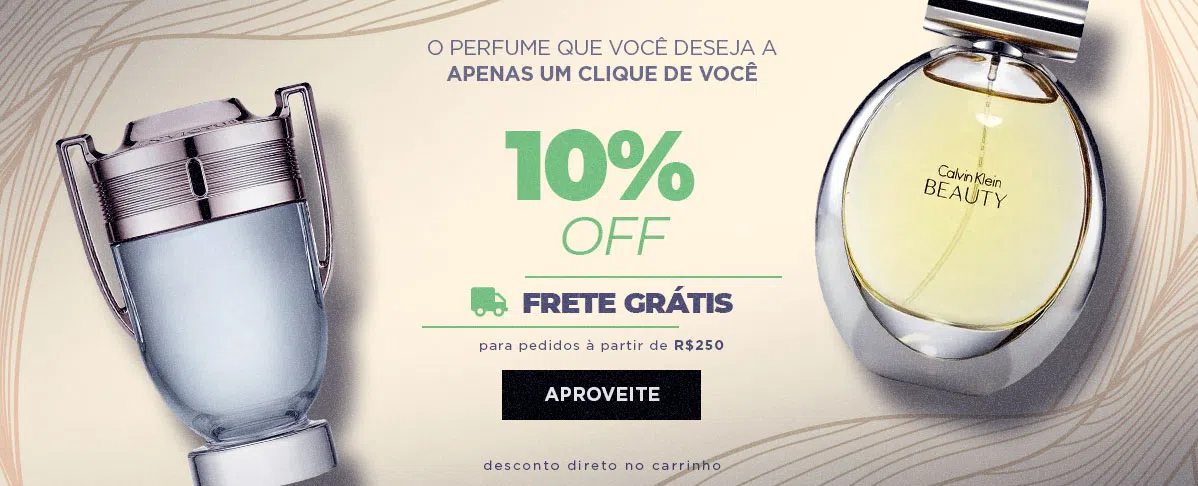 O PERFUME QUE VOCÊ DESEJA A
APENAS UM CLIQUE DE VOCÊ
10%
OFF
FRETE GRÁTIS
para pedidos à partir de R$250
APROVEITE
desconto direto no carrinho
Calvin Klein
BEAUTY